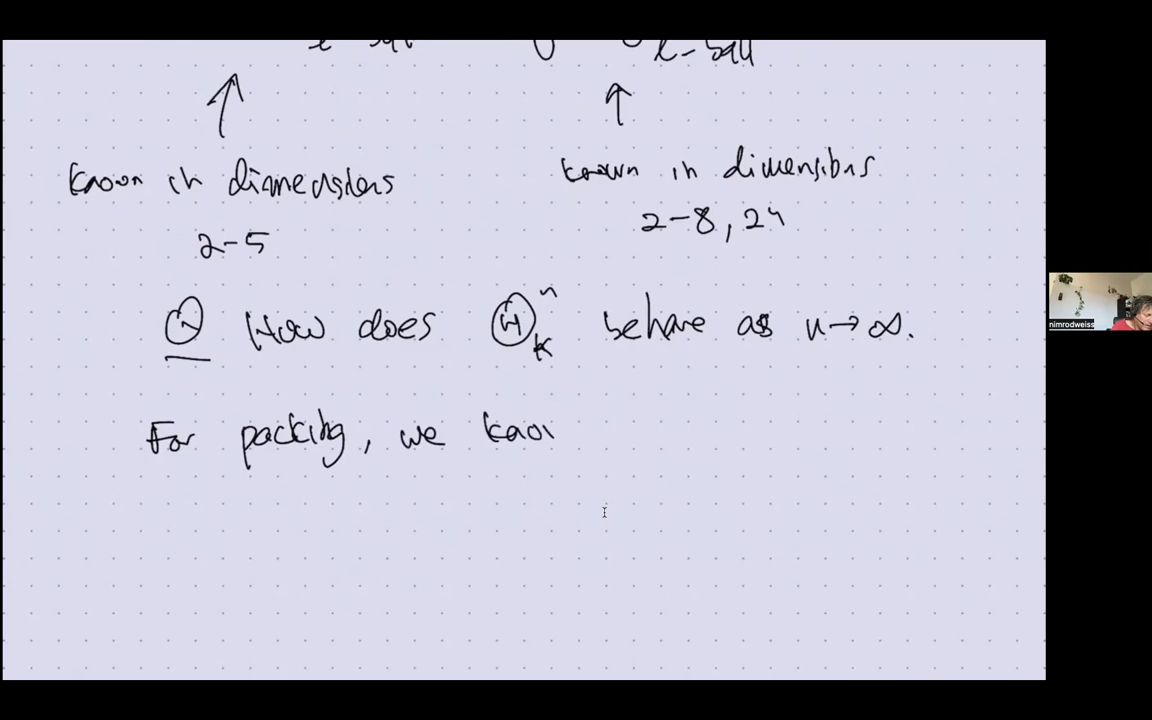 known in dimensions known in dimensions
2-5 2-8, 24
Q How does Θ^n_K behave as n→∞.
For packing, we know
nimrodweiss